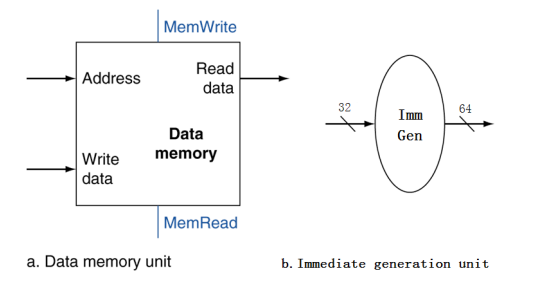 MemWrite
Address
Read
data
Data
memory
Write
data
MemRead
a. Data memory unit
32
Imm
Gen
64
b. Immediate generation unit